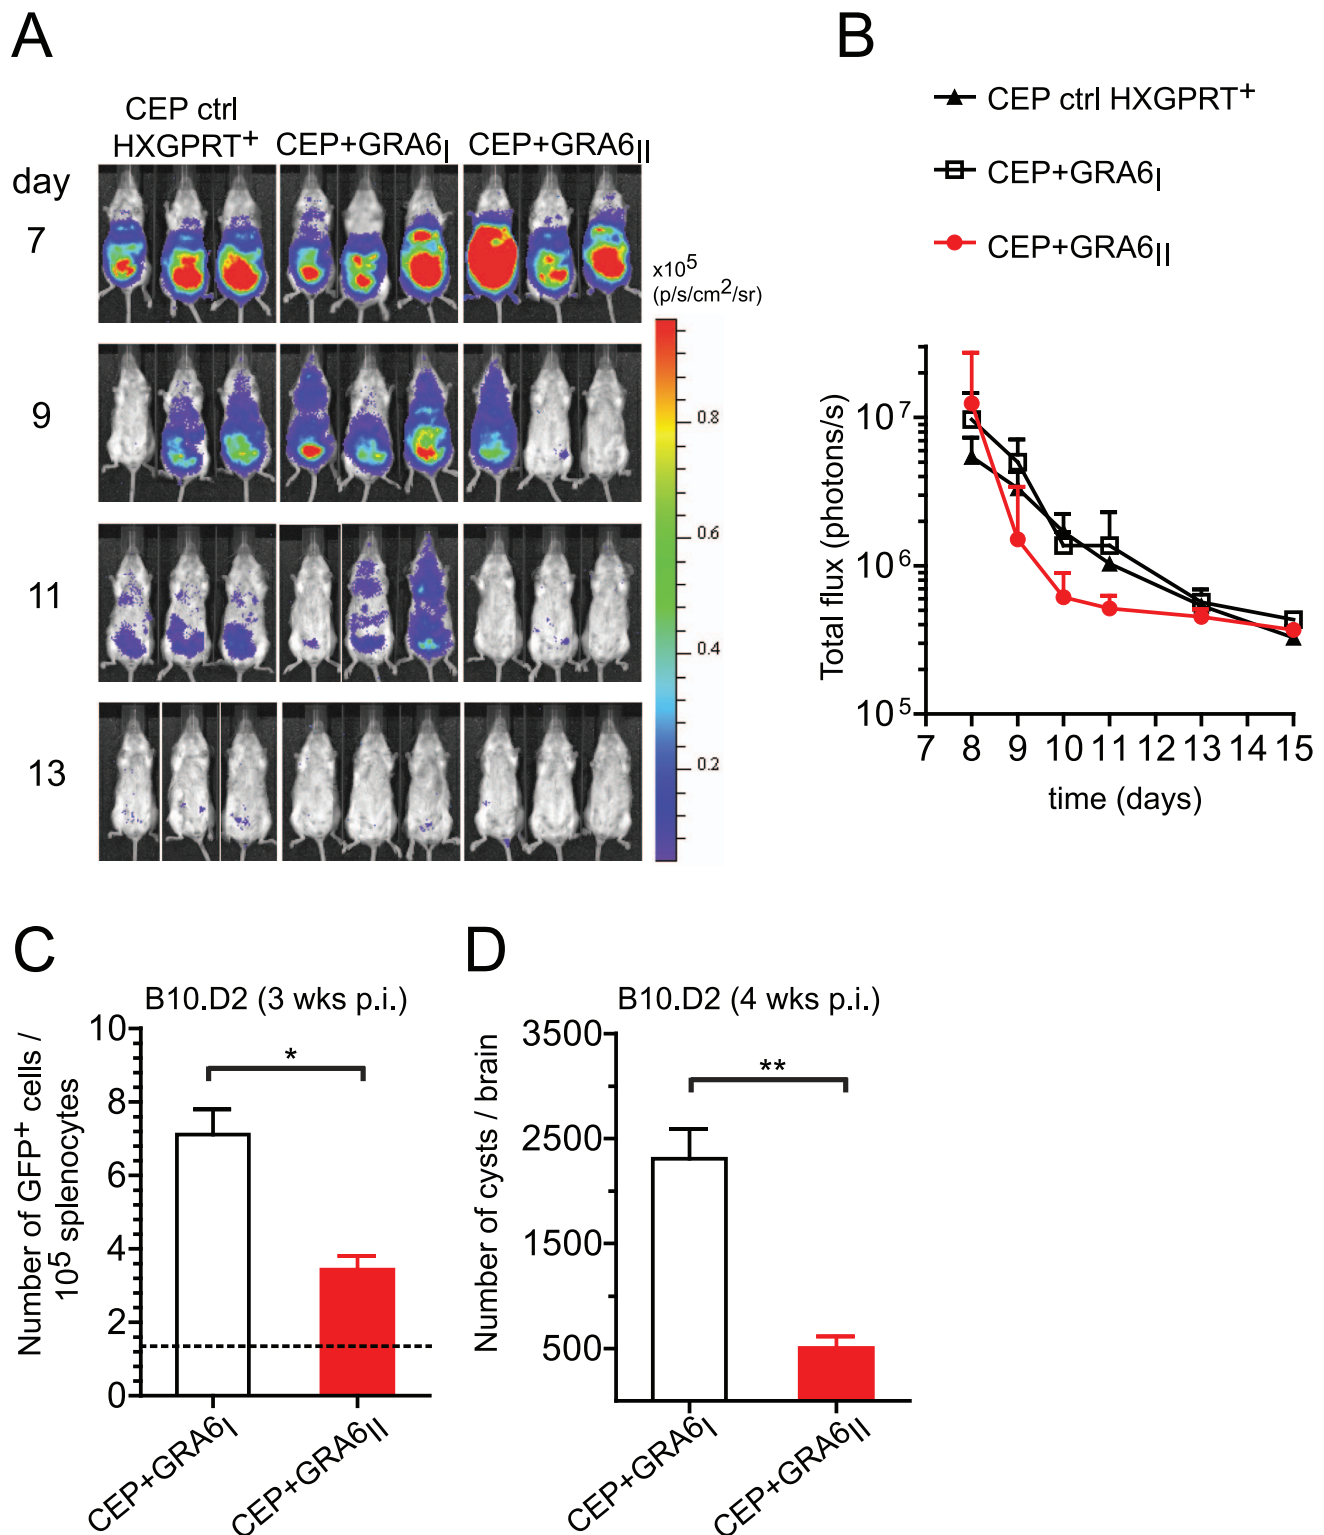 A
CEP ctrl
HXGPRT+
CEP+GRA6I
CEP+GRA6II
day
7
9
11
13
x10^5
(p/s/cm2/sr)
0.8
0.6
0.4
0.2
B
CEP ctrl HXGPRT+
CEP+GRA6I
CEP+GRA6II
Total flux (photons/s)
10^7
10^6
10^5
7 8 9 10 11 12 13 14 15
time (days)
C
B10.D2 (3 wks p.i.)
Number of GFP+ cells /
10^5 splenocytes
10
8
6
4
2
0
*
CEP+GRA6I
CEP+GRA6II
D
B10.D2 (4 wks p.i.)
Number of cysts / brain
3500
2500
1500
500
**
CEP+GRA6I
CEP+GRA6II